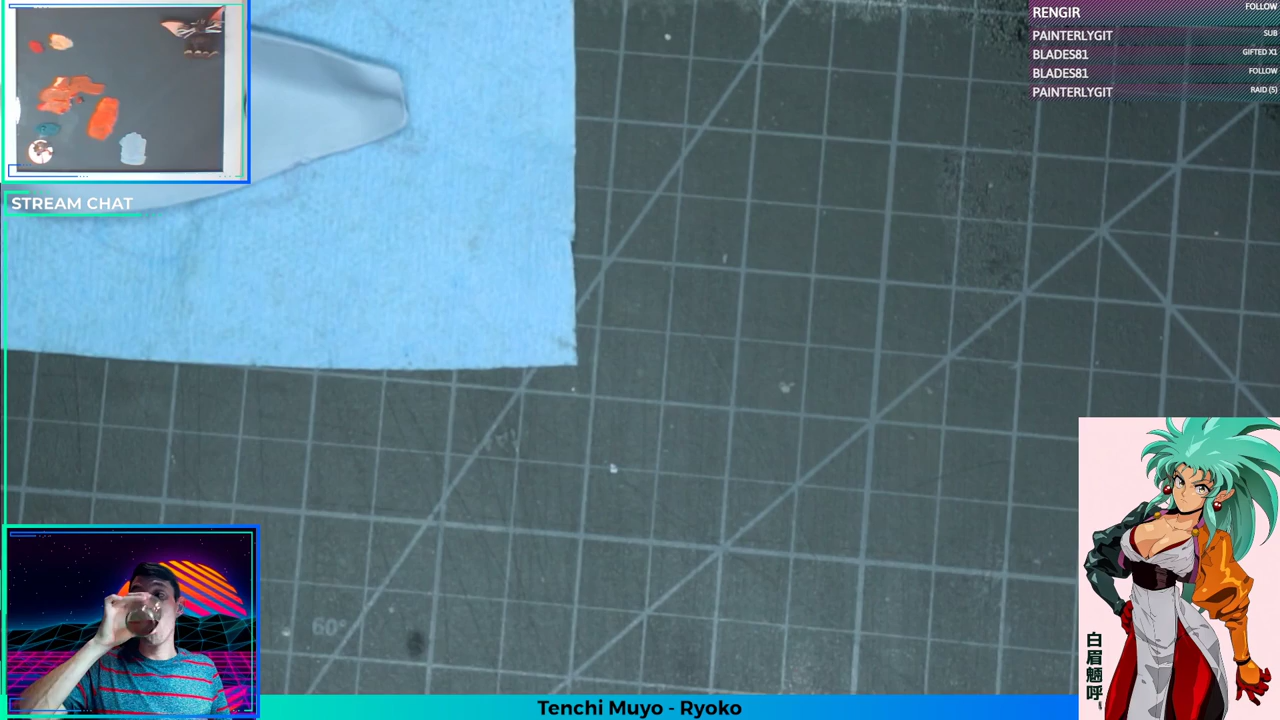 RENGIR FOLLOW
PAINTERLYGIT SUB
BLADES81 GIFTED X1
BLADES81 FOLLOW
PAINTERLYGIT RAID (5)
STREAM CHAT
60°
白眉魎呼
Tenchi Muyo - Ryoko